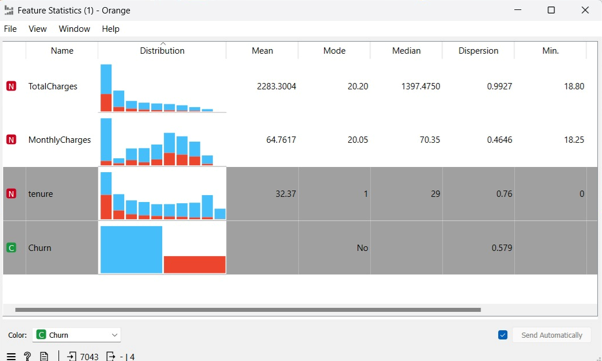 Feature Statistics (1) - Orange
File View Window Help
Name Distribution Mean Mode Median Dispersion Min.
N TotalCharges 2283.3004 20.20 1397.4750 0.9927 18.80
N MonthlyCharges 64.7617 20.05 70.35 0.4646 18.25
N tenure 32.37 1 29 0.76 0
C Churn No 0.579
Color: C Churn Send Automatically
? 7043 - | 4